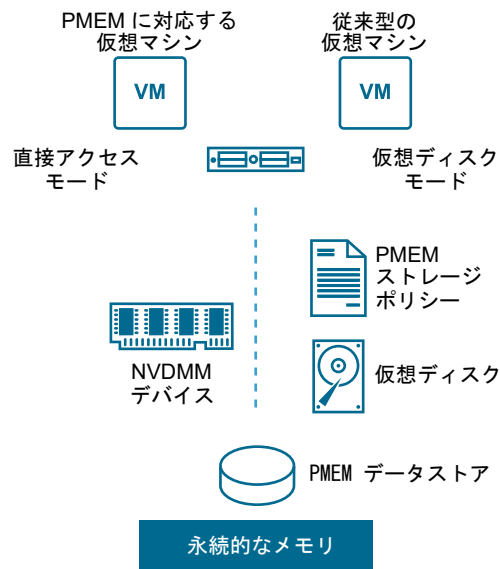 PMEM に対応する
仮想マシン
従来型の
仮想マシン
VM
VM
直接アクセス
モード
仮想ディスク
モード
PMEM
ストレージ
ポリシー
NVDMM
デバイス
仮想ディスク
PMEM データストア
永続的なメモリ